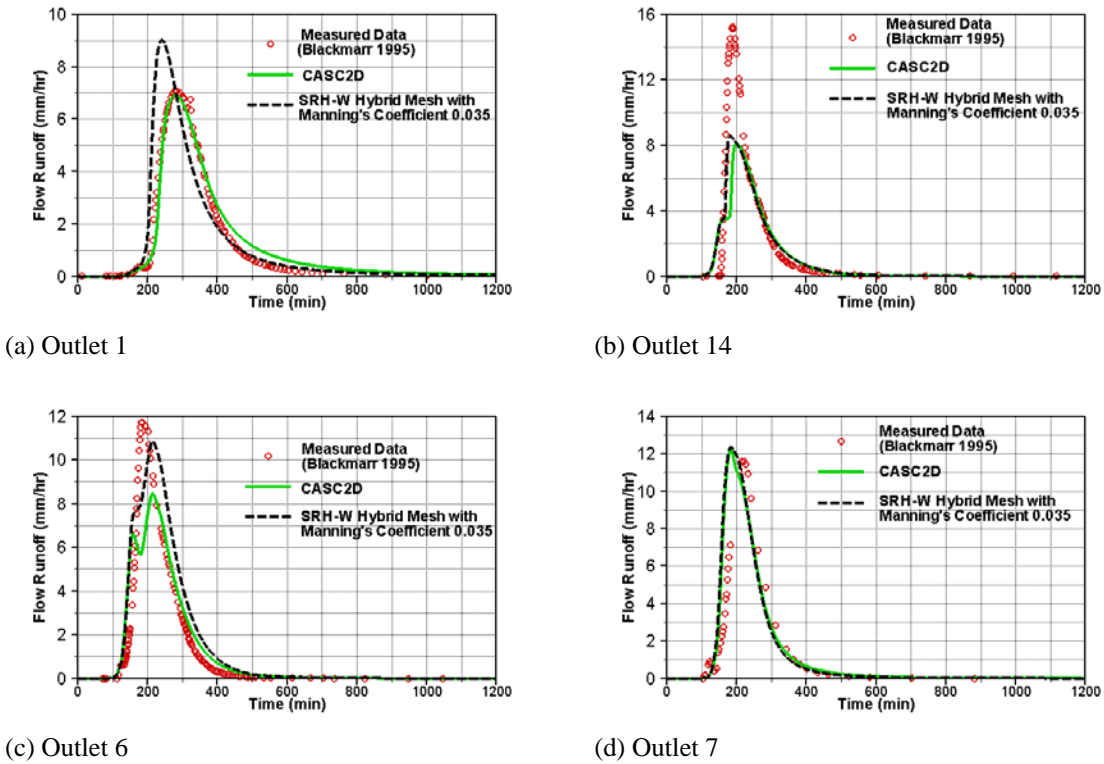 10
8
6
4
2
0
Flow Runoff (mm/hr)
Measured Data
(Blackmarr 1995)
CASC2D
SRH-W Hybrid Mesh with
Manning's Coefficient 0.035
0 200 400 600 800 1000 1200
Time (min)
(a) Outlet 1
16
12
8
4
0
Flow Runoff (mm/hr)
Measured Data
(Blackmarr 1995)
CASC2D
SRH-W Hybrid Mesh with
Manning's Coefficient 0.035
0 200 400 600 800 1000 1200
Time (min)
(b) Outlet 14
12
10
8
6
4
2
0
Flow Runoff (mm/hr)
Measured Data
(Blackmarr 1995)
CASC2D
SRH-W Hybrid Mesh with
Manning's Coefficient 0.035
0 200 400 600 800 1000 1200
Time (min)
(c) Outlet 6
14
12
10
8
6
4
2
0
Flow Runoff (mm/hr)
Measured Data
(Blackmarr 1995)
CASC2D
SRH-W Hybrid Mesh with
Manning's Coefficient 0.035
0 200 400 600 800 1000 1200
Time (min)
(d) Outlet 7